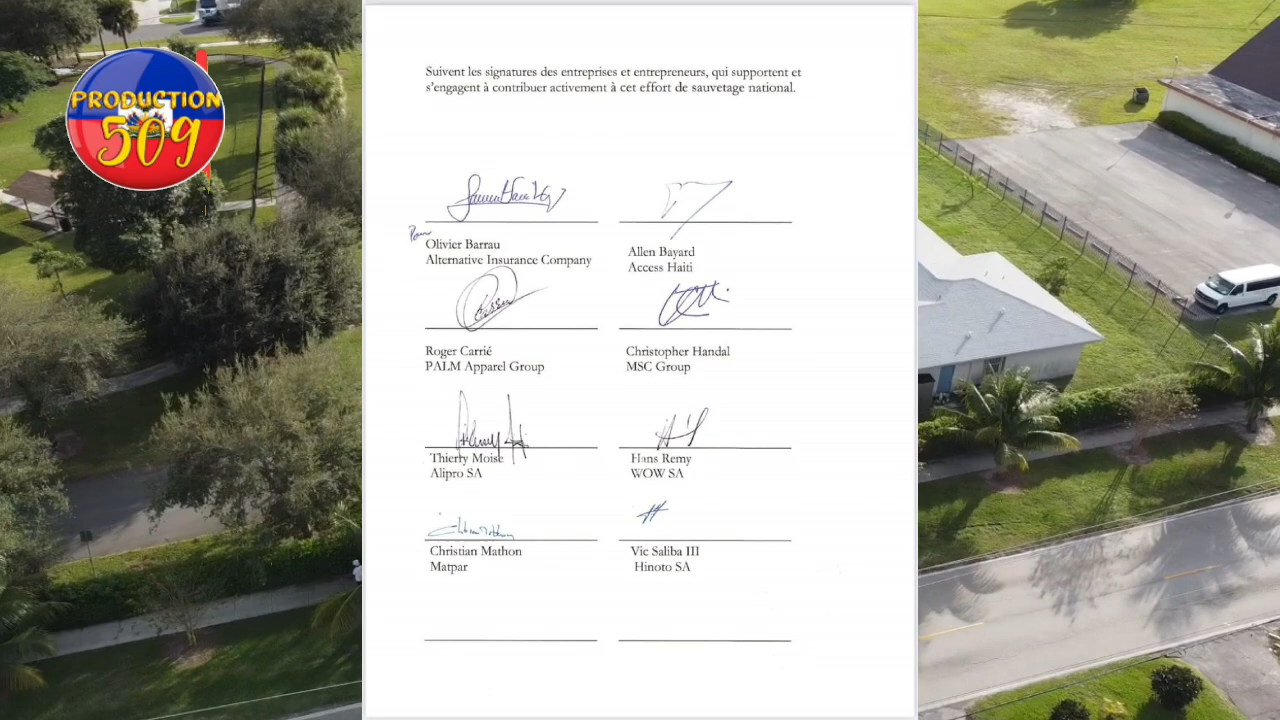 PRODUCTION
509
Suivent les signatures des entreprises et entrepreneurs, qui supportent et
s'engagent à contribuer activement à cet effort de sauvetage national.
Pour
Olivier Barrau
Alternative Insurance Company
Allen Bayard
Access Haiti
Roger Carrié
PALM Apparel Group
Christopher Handal
MSC Group
Thierry Moise
Alipro SA
Hans Remy
WOW SA
Christian Mathon
Matpar
Vic Saliba III
Hinoto SA